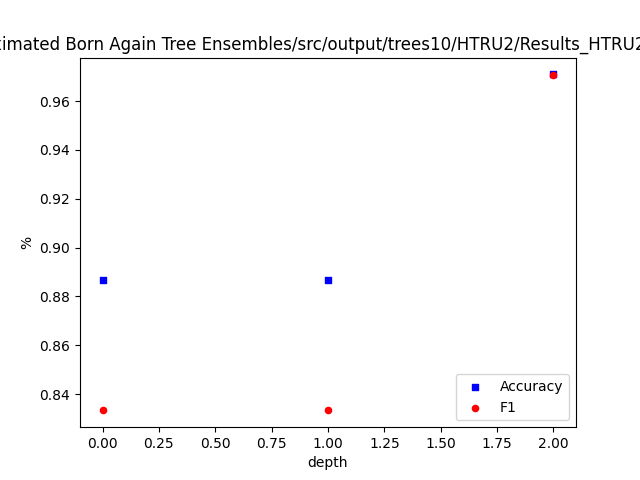 ximated Born Again Tree Ensembles/src/output/trees10/HTRU2/Results_HTRU2
0.96
0.94
0.92
0.90
0.88
0.86
0.84
%
0.00 0.25 0.50 0.75 1.00 1.25 1.50 1.75 2.00
depth
Accuracy
F1